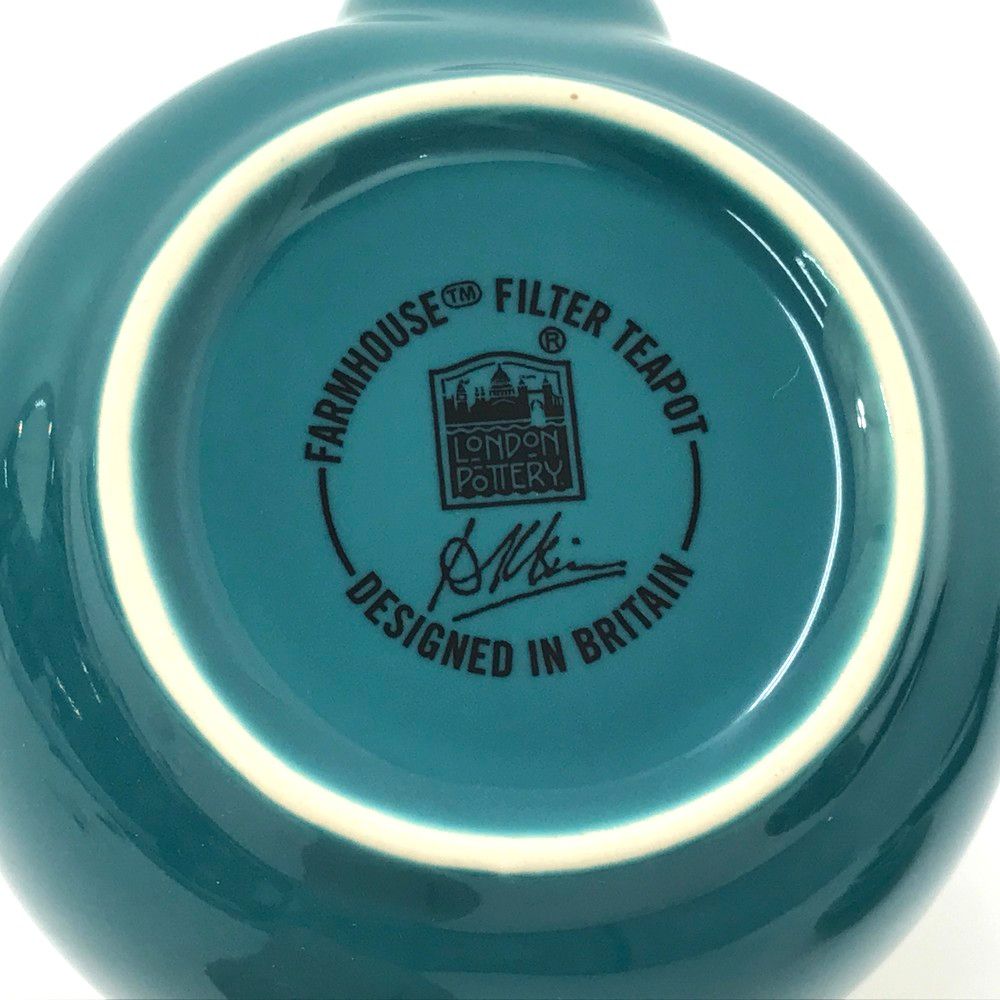 FARMHOUSE™ FILTER TEAPOT
®
LONDON
POTTERY
DESIGNED IN BRITAIN